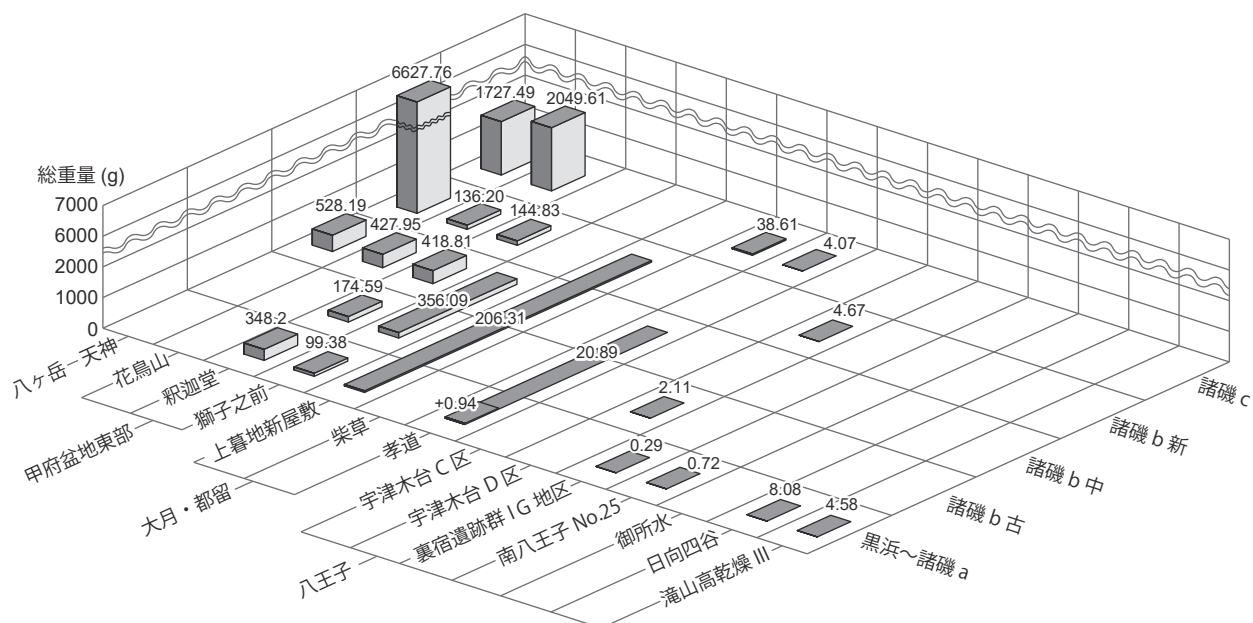 6627.76
1727.49
2049.61
総重量 (g)
7000
6000
2000
1000
0
528.19
427.95
418.81
136.20
144.83
38.61
4.07
174.59
356.09
206.31
4.67
348.2
99.38
20.89
+0.94
2.11
0.29
0.72
8.08
4.58
八ヶ岳 天神
花鳥山
釈迦堂
獅子之前
上暮地新屋敷
柴草
孝道
宇津木台 C 区
宇津木台 D 区
裏宿遺跡群 I G 地区
南八王子 No.25
御所水
日向四谷
滝山高乾燥 III
甲府盆地東部
大月・都留
八王子
諸磯 c
諸磯 b 新
諸磯 b 中
諸磯 b 古
黒浜～諸磯 a